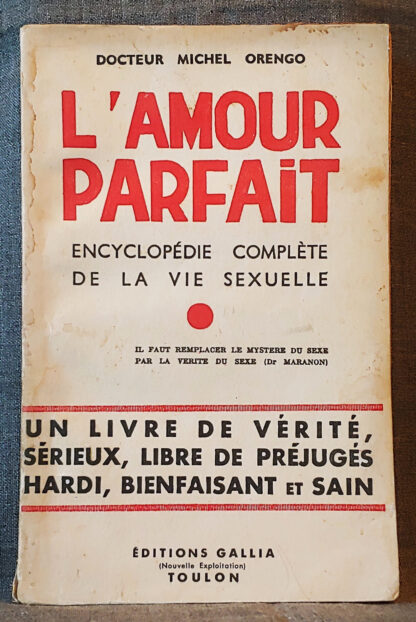 DOCTEUR MICHEL ORENGO
L'AMOUR
PARFAiT
ENCYCLOPÉDIE COMPLÈTE
DE LA VIE SEXUELLE
IL FAUT REMPLACER LE MYSTERE DU SEXE
PAR LA VERITE DU SEXE (Dr MARANON)
UN LIVRE DE VÉRITÉ,
SÉRIEUX, LIBRE DE PRÉJUGÉS
HARDI, BIENFAISANT ET SAIN
ÉDITIONS GALLIA
(Nouvelle Exploitation)
TOULON